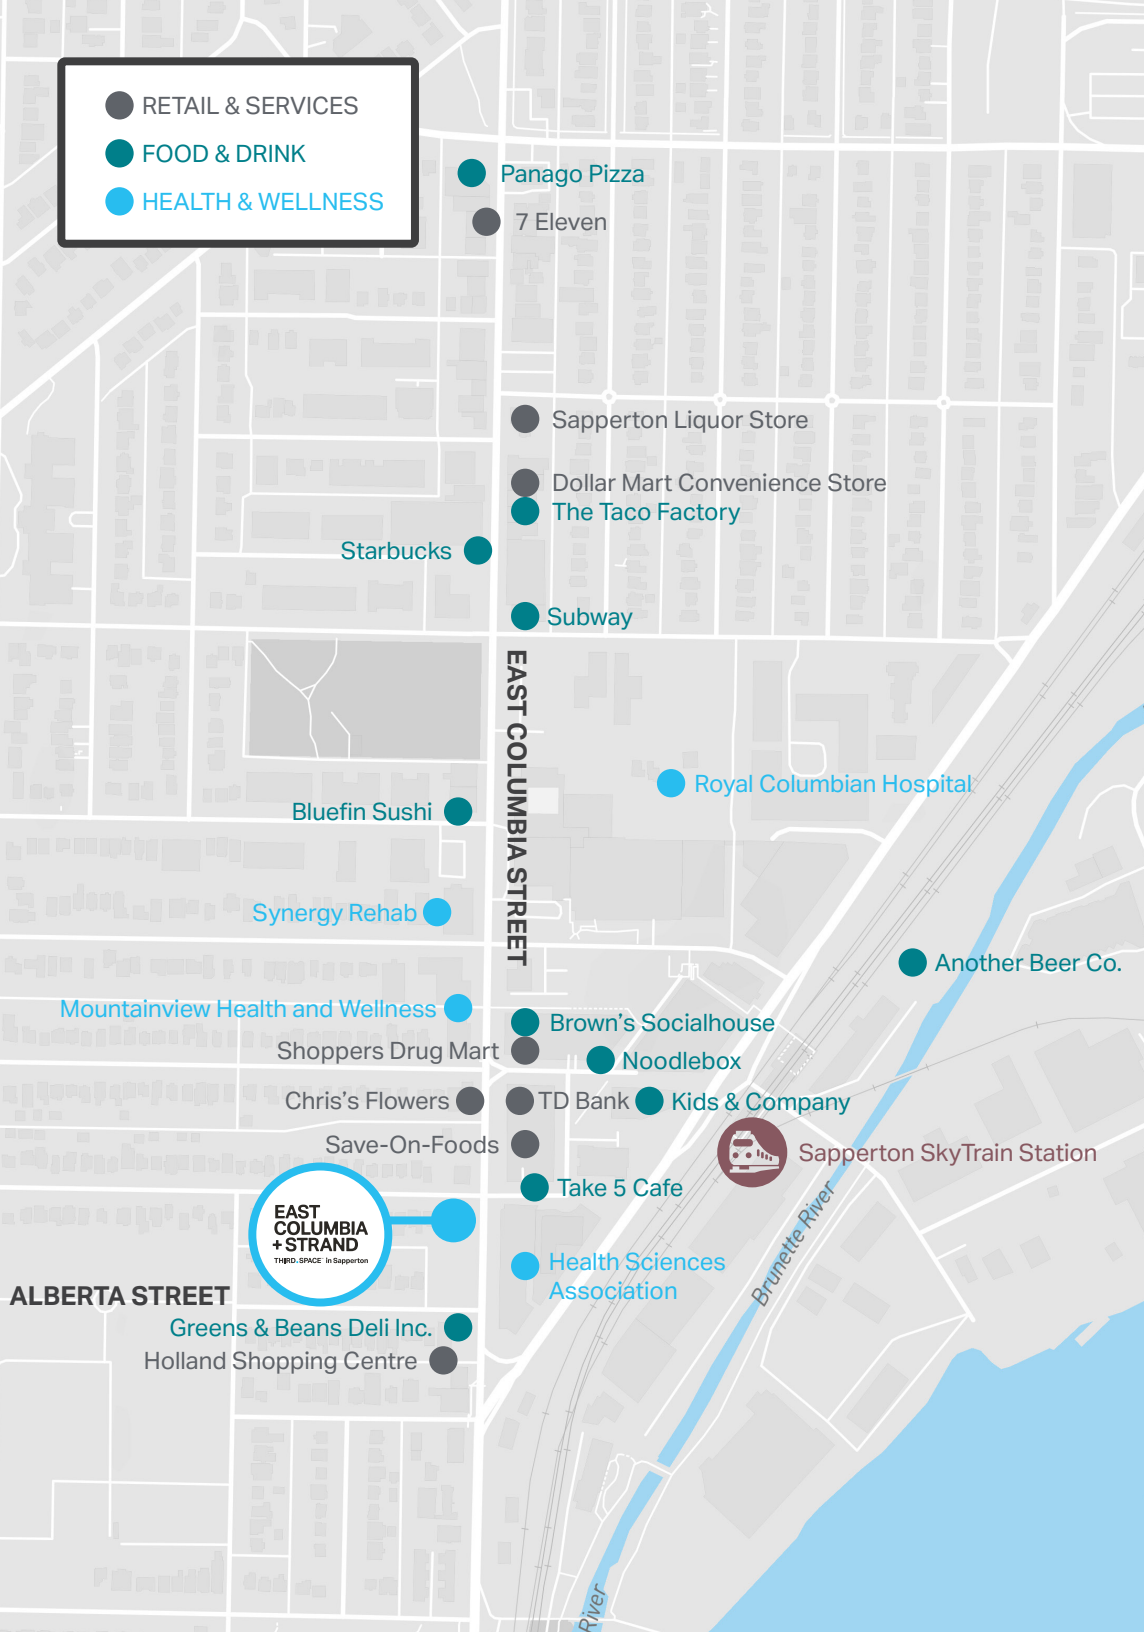 RETAIL & SERVICES
FOOD & DRINK
HEALTH & WELLNESS
Panago Pizza
7 Eleven
Sapperton Liquor Store
Dollar Mart Convenience Store
The Taco Factory
Starbucks
Subway
EAST COLUMBIA STREET
Royal Columbian Hospital
Bluefin Sushi
Synergy Rehab
Another Beer Co.
Mountainview Health and Wellness
Brown's Socialhouse
Shoppers Drug Mart
Noodlebox
Chris's Flowers
TD Bank
Kids & Company
Save-On-Foods
Sapperton SkyTrain Station
Take 5 Cafe
EAST
COLUMBIA
+ STRAND
THIRD.SPACE™ in Sapperton
Brunette River
Health Sciences
Association
ALBERTA STREET
Greens & Beans Deli Inc.
Holland Shopping Centre
River